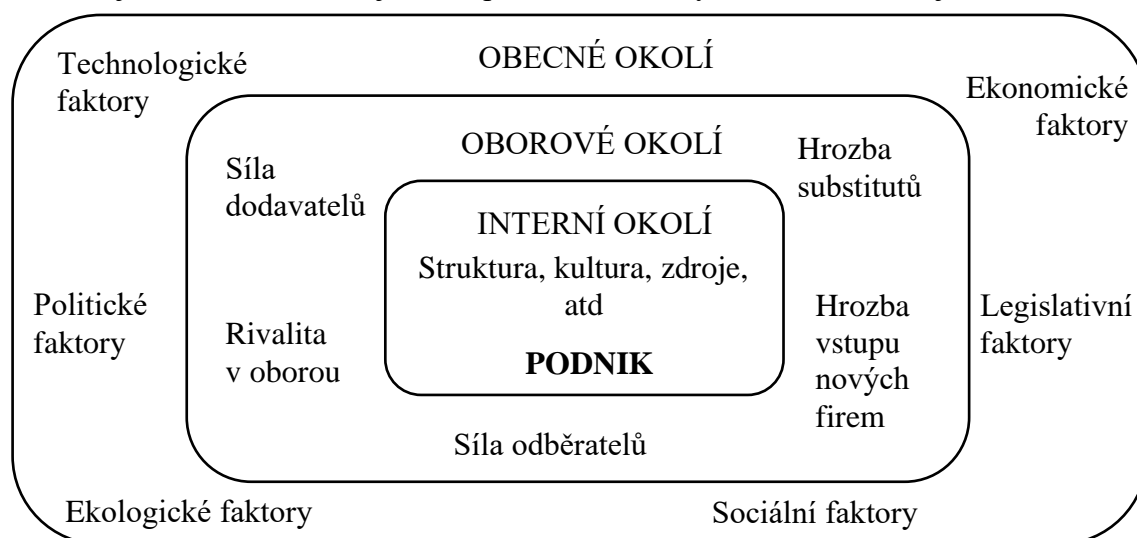 OBECNÉ OKOLÍ
Technologické
faktory
Ekonomické
faktory
OBOROVÉ OKOLÍ
Síla
dodavatelů
Hrozba
substitutů
INTERNÍ OKOLÍ
Struktura, kultura, zdroje,
atd
PODNIK
Politické
faktory
Rivalita
v oborou
Hrozba
vstupu
nových
firem
Legislativní
faktory
Síla odběratelů
Ekologické faktory
Sociální faktory